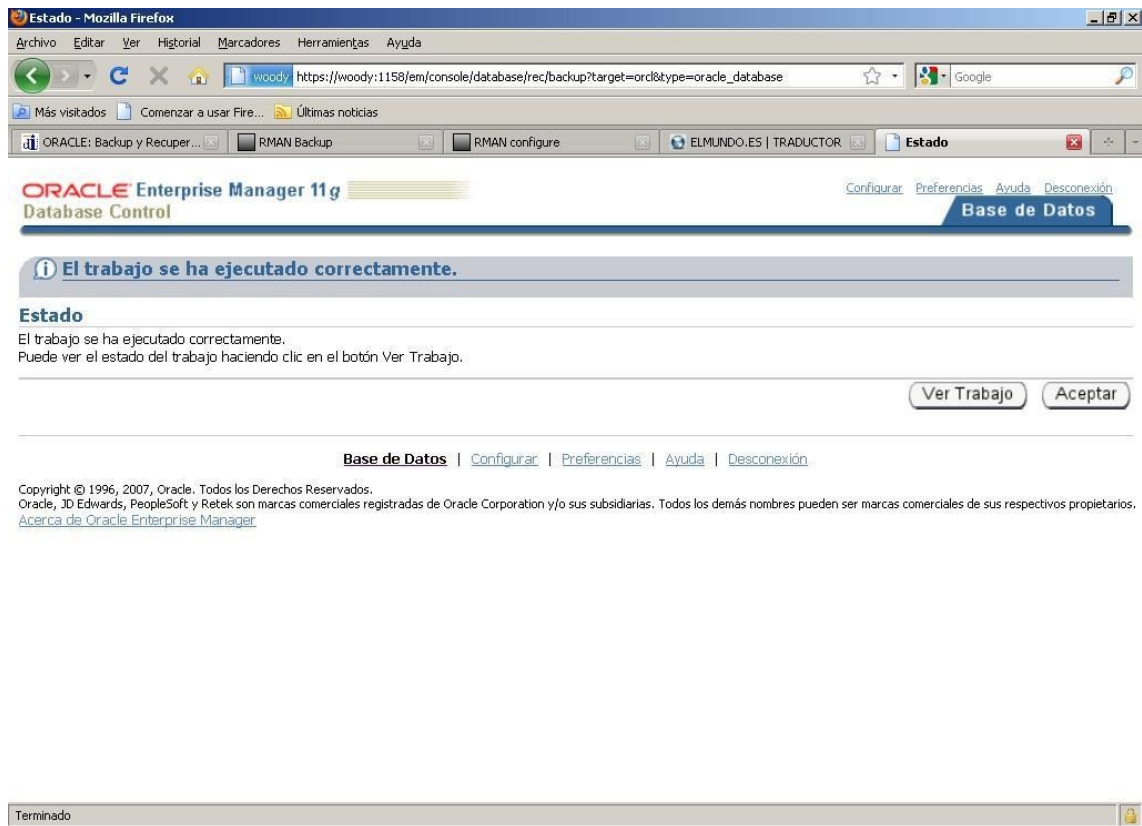 Estado - Mozilla Firefox
Archivo Editar Ver Historial Marcadores Herramientas Ayuda
woody https://woody:1158/em/console/database/rec/backup?target=orcl&type=oracle_database
Google
Más visitados Comenzar a usar Fire... Últimas noticias
ORACLE: Backup y Recuper... RMAN Backup RMAN configure ELMUNDO.ES | TRADUCTOR Estado
ORACLE Enterprise Manager 11g
Database Control
Configurar Preferencias Ayuda Desconexión
Base de Datos
El trabajo se ha ejecutado correctamente.
Estado
El trabajo se ha ejecutado correctamente.
Puede ver el estado del trabajo haciendo clic en el botón Ver Trabajo.
Ver Trabajo Aceptar
Base de Datos | Configurar | Preferencias | Ayuda | Desconexión
Copyright © 1996, 2007, Oracle. Todos los Derechos Reservados.
Oracle, JD Edwards, PeopleSoft y Retek son marcas comerciales registradas de Oracle Corporation y/o sus subsidiarias. Todos los demás nombres pueden ser marcas comerciales de sus respectivos propietarios.
Acerca de Oracle Enterprise Manager
Terminado